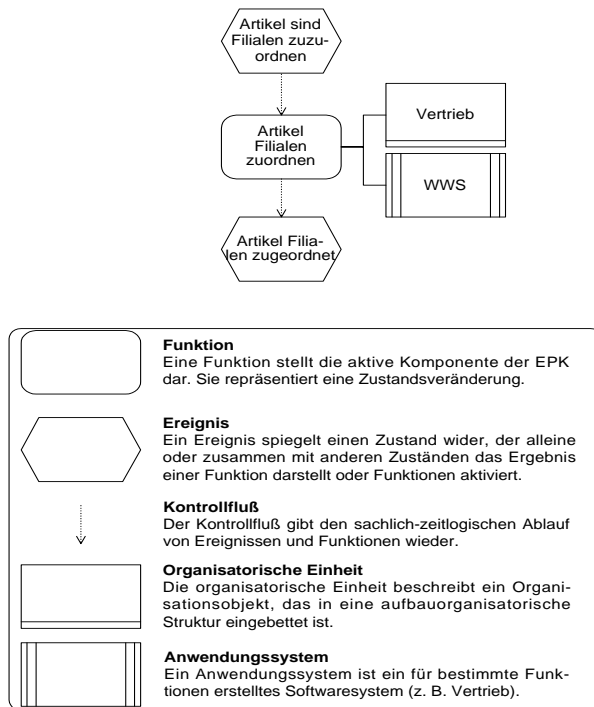 Artikel sind
Filialen zuzu-
ordnen
Artikel
Filialen
zuordnen
Vertrieb
WWS
Artikel Filia-
len zugeordnet
Funktion
Eine Funktion stellt die aktive Komponente der EPK
dar. Sie repräsentiert eine Zustandsveränderung.
Ereignis
Ein Ereignis spiegelt einen Zustand wider, der alleine
oder zusammen mit anderen Zuständen das Ergebnis
einer Funktion darstellt oder Funktionen aktiviert.
Kontrollfluß
Der Kontrollfluß gibt den sachlich-zeitlogischen Ablauf
von Ereignissen und Funktionen wieder.
Organisatorische Einheit
Die organisatorische Einheit beschreibt ein Organi-
sationsobjekt, das in eine aufbauorganisatorische
Struktur eingebettet ist.
Anwendungssystem
Ein Anwendungssystem ist ein für bestimmte Funk-
tionen erstelltes Softwaresystem (z. B. Vertrieb).